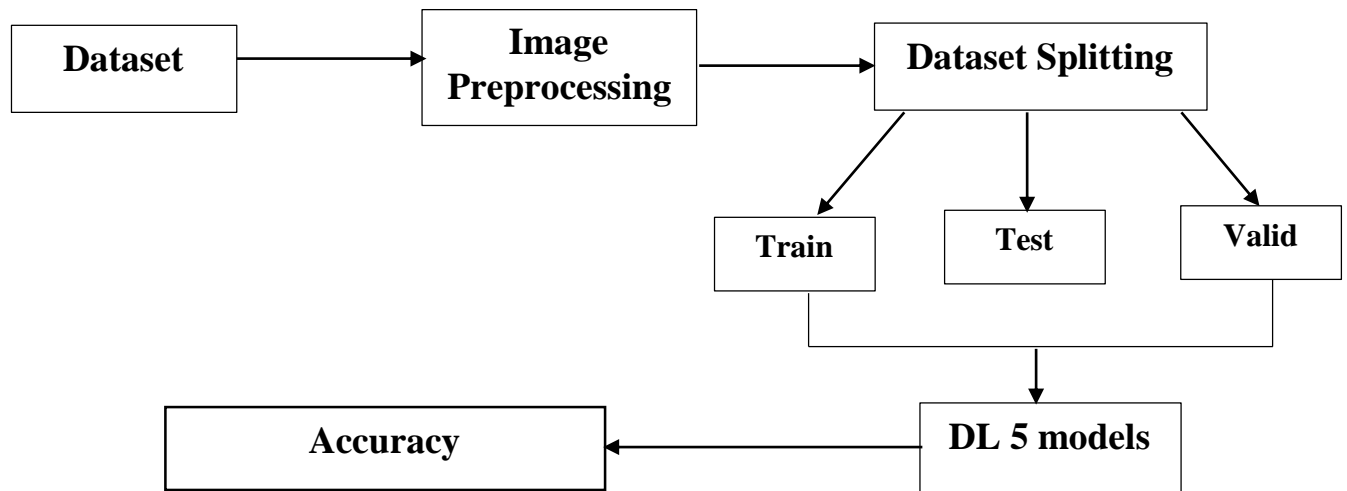 Dataset
Image
Preprocessing
Dataset Splitting
Train
Test
Valid
Accuracy
DL 5 models